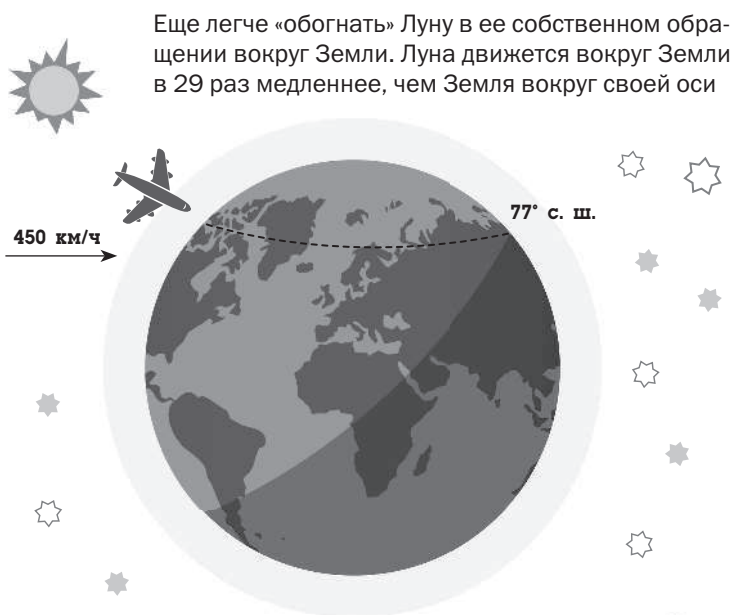 Еще легче «обогнать» Луну в ее собственном обра-
щении вокруг Земли. Луна движется вокруг Земли
в 29 раз медленнее, чем Земля вокруг своей оси
77° с. ш.
450 км/ч